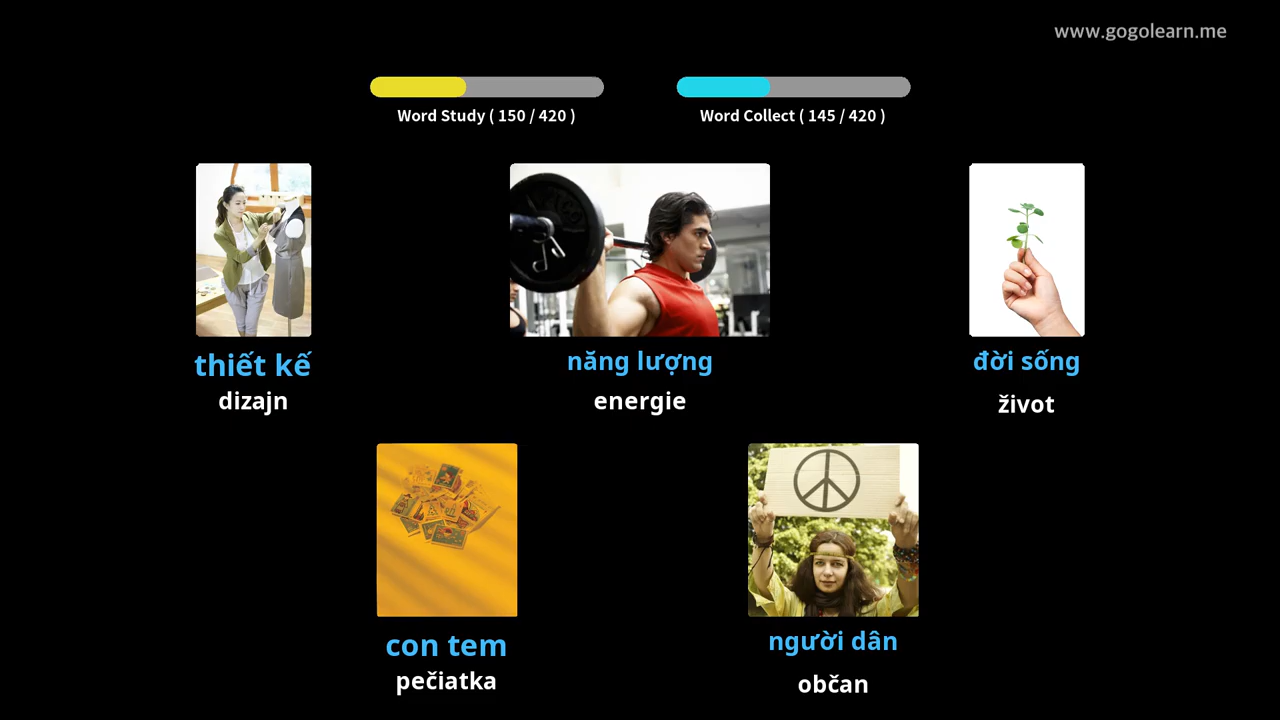 www.gogolearn.me
Word Study ( 150 / 420 )
Word Collect ( 145 / 420 )
thiết kế
dizajn
năng lượng
energie
đời sống
život
con tem
pečiatka
người dân
občan